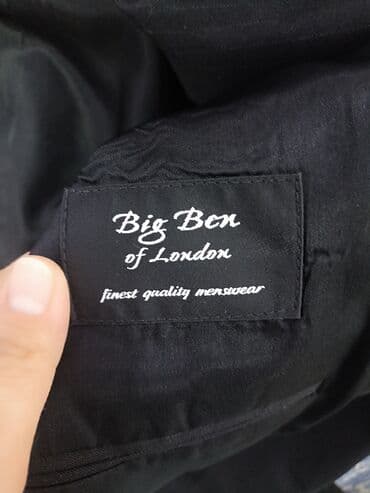 Big Ben
of London
finest quality menswear